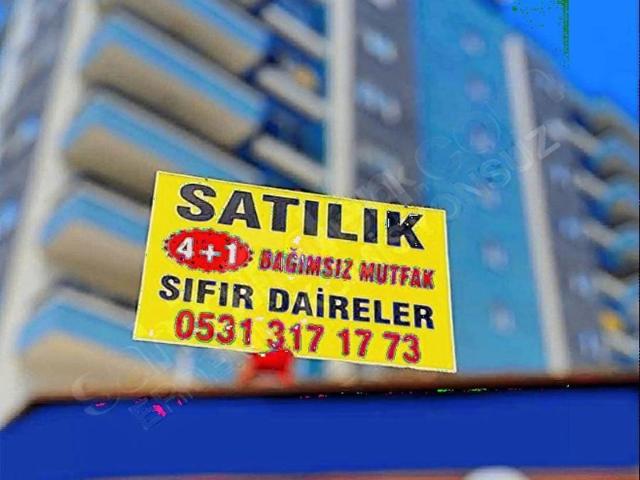 SATILIK
4+1 BAĞIMSIZ MUTFAK
SIFIR DAİRELER
0531 317 17 73